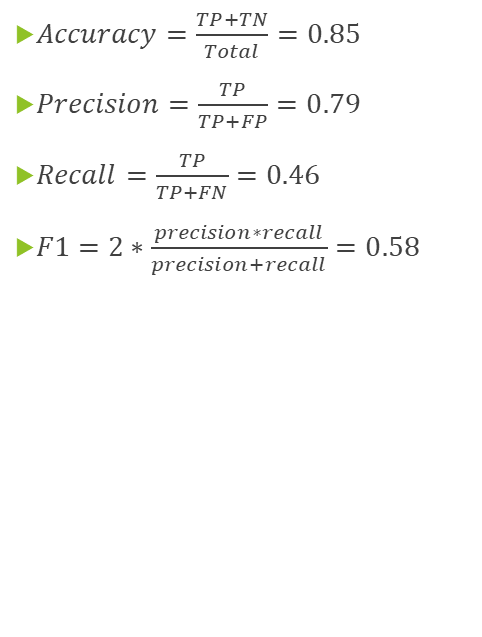 Accuracy = TP+TN/Total = 0.85
Precision = TP/TP+FP = 0.79
Recall = TP/TP+FN = 0.46
F1 = 2 * precision*recall/precision+recall = 0.58